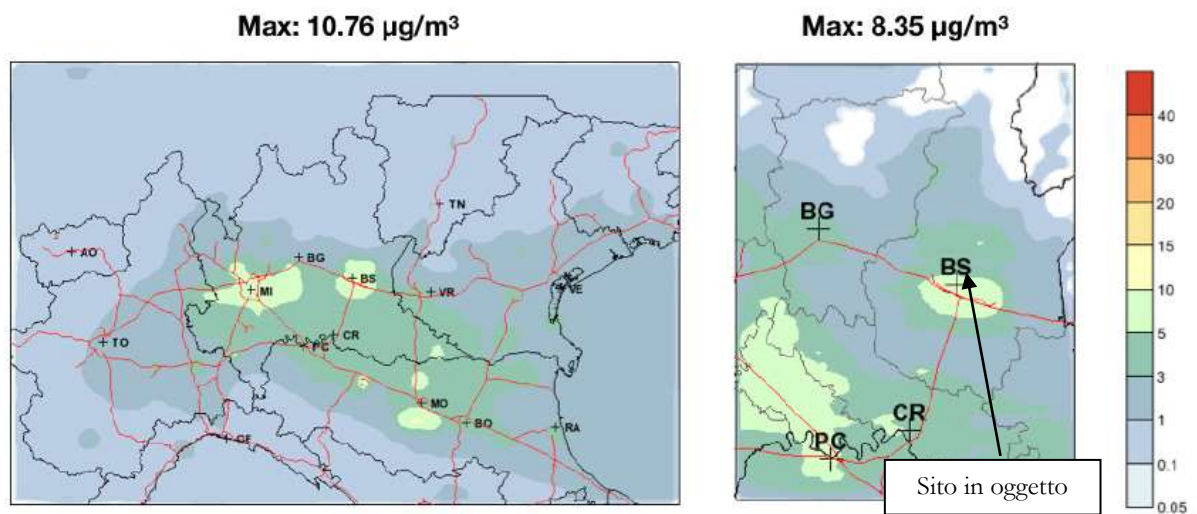 Max: 10.76 µg/m³
Max: 8.35 µg/m³
TN
AO
BG
BS
MI
VR
VE
TO
CR
PC
MO
BO
RA
GE
BG
BS
CR
PC
Sito in oggetto
40
30
20
15
10
5
3
1
0.1
0.05